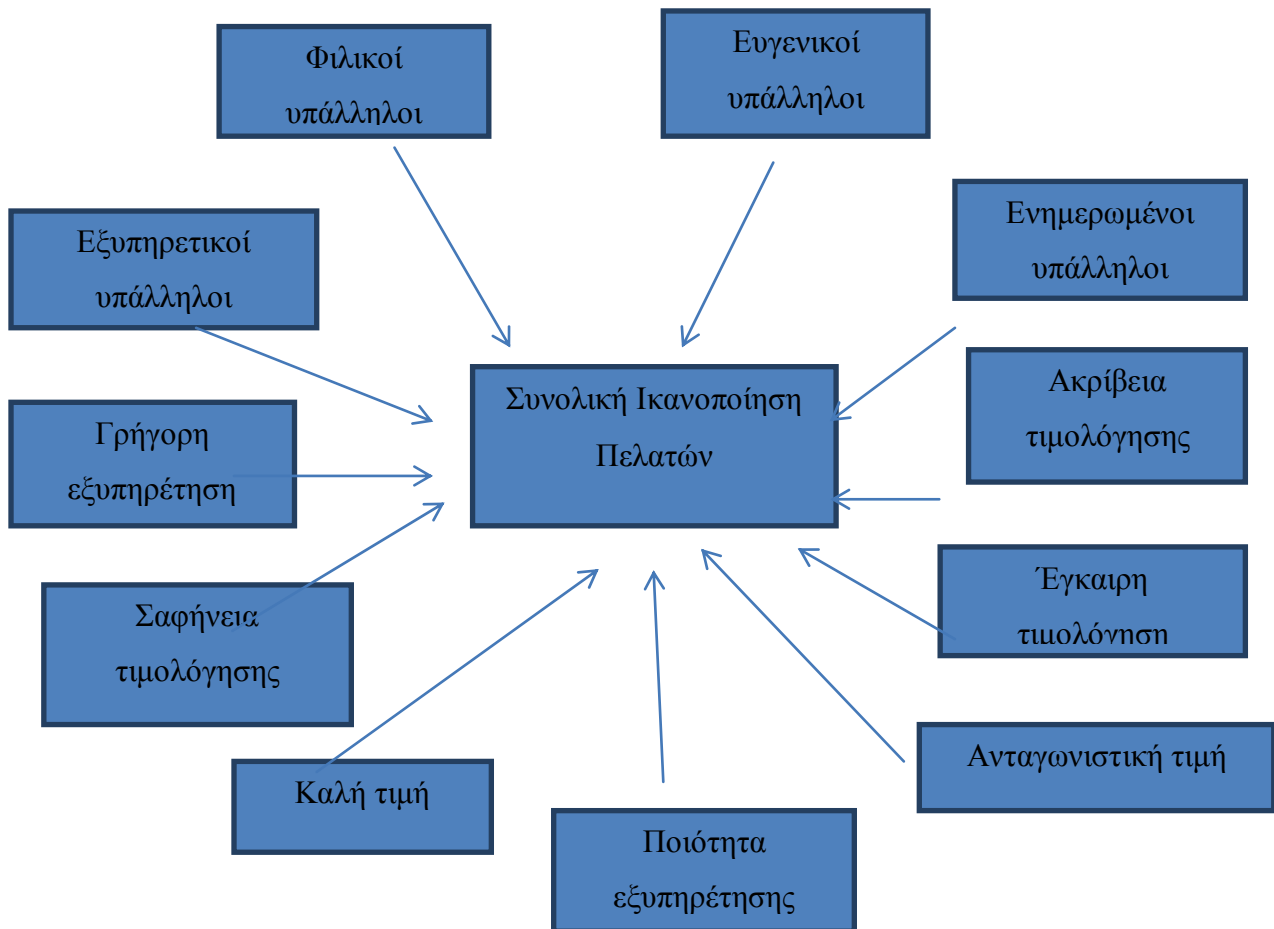 Φιλικοί
υπάλληλοι
Ευγενικοί
υπάλληλοι
Ενημερωμένοι
υπάλληλοι
Εξυπηρετικοί
υπάλληλοι
Συνολική Ικανοποίηση
Πελατών
Ακρίβεια
τιμολόγησης
Γρήγορη
εξυπηρέτηση
Έγκαιρη
τιμολόγηση
Σαφήνεια
τιμολόγησης
Ανταγωνιστική τιμή
Καλή τιμή
Ποιότητα
εξυπηρέτησης